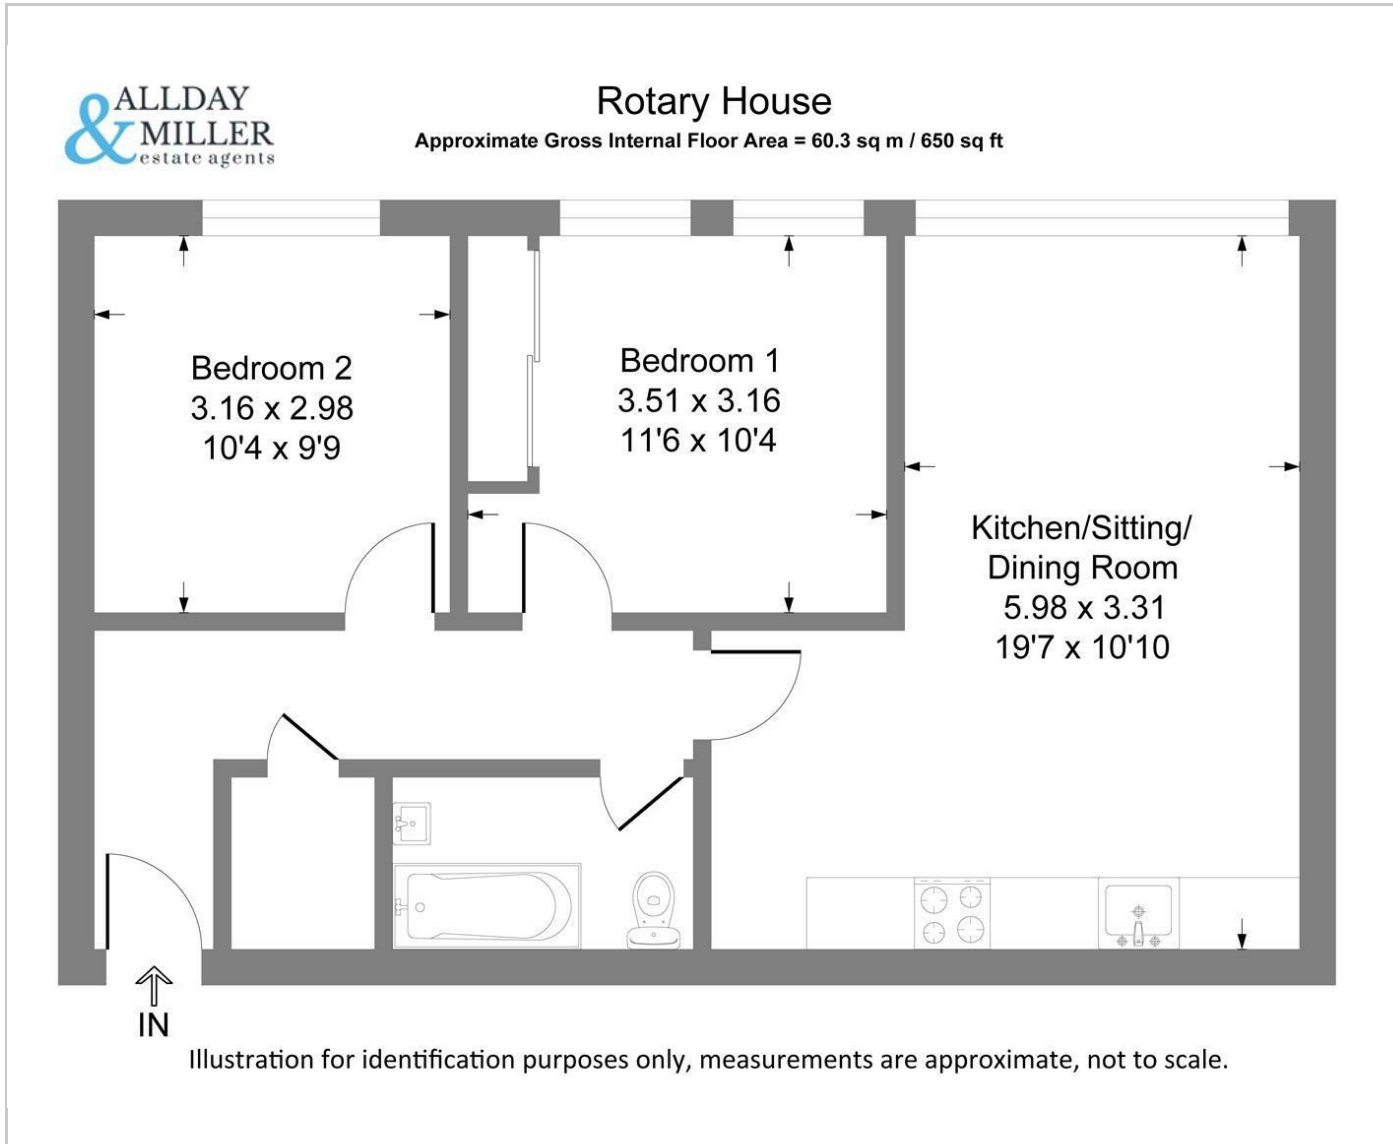 ALLDAY
& MILLER
estate agents
Rotary House
Approximate Gross Internal Floor Area = 60.3 sq m / 650 sq ft
Bedroom 2
3.16 x 2.98
10'4 x 9'9
Bedroom 1
3.51 x 3.16
11'6 x 10'4
Kitchen/Sitting/
Dining Room
5.98 x 3.31
19'7 x 10'10
IN
Illustration for identification purposes only, measurements are approximate, not to scale.